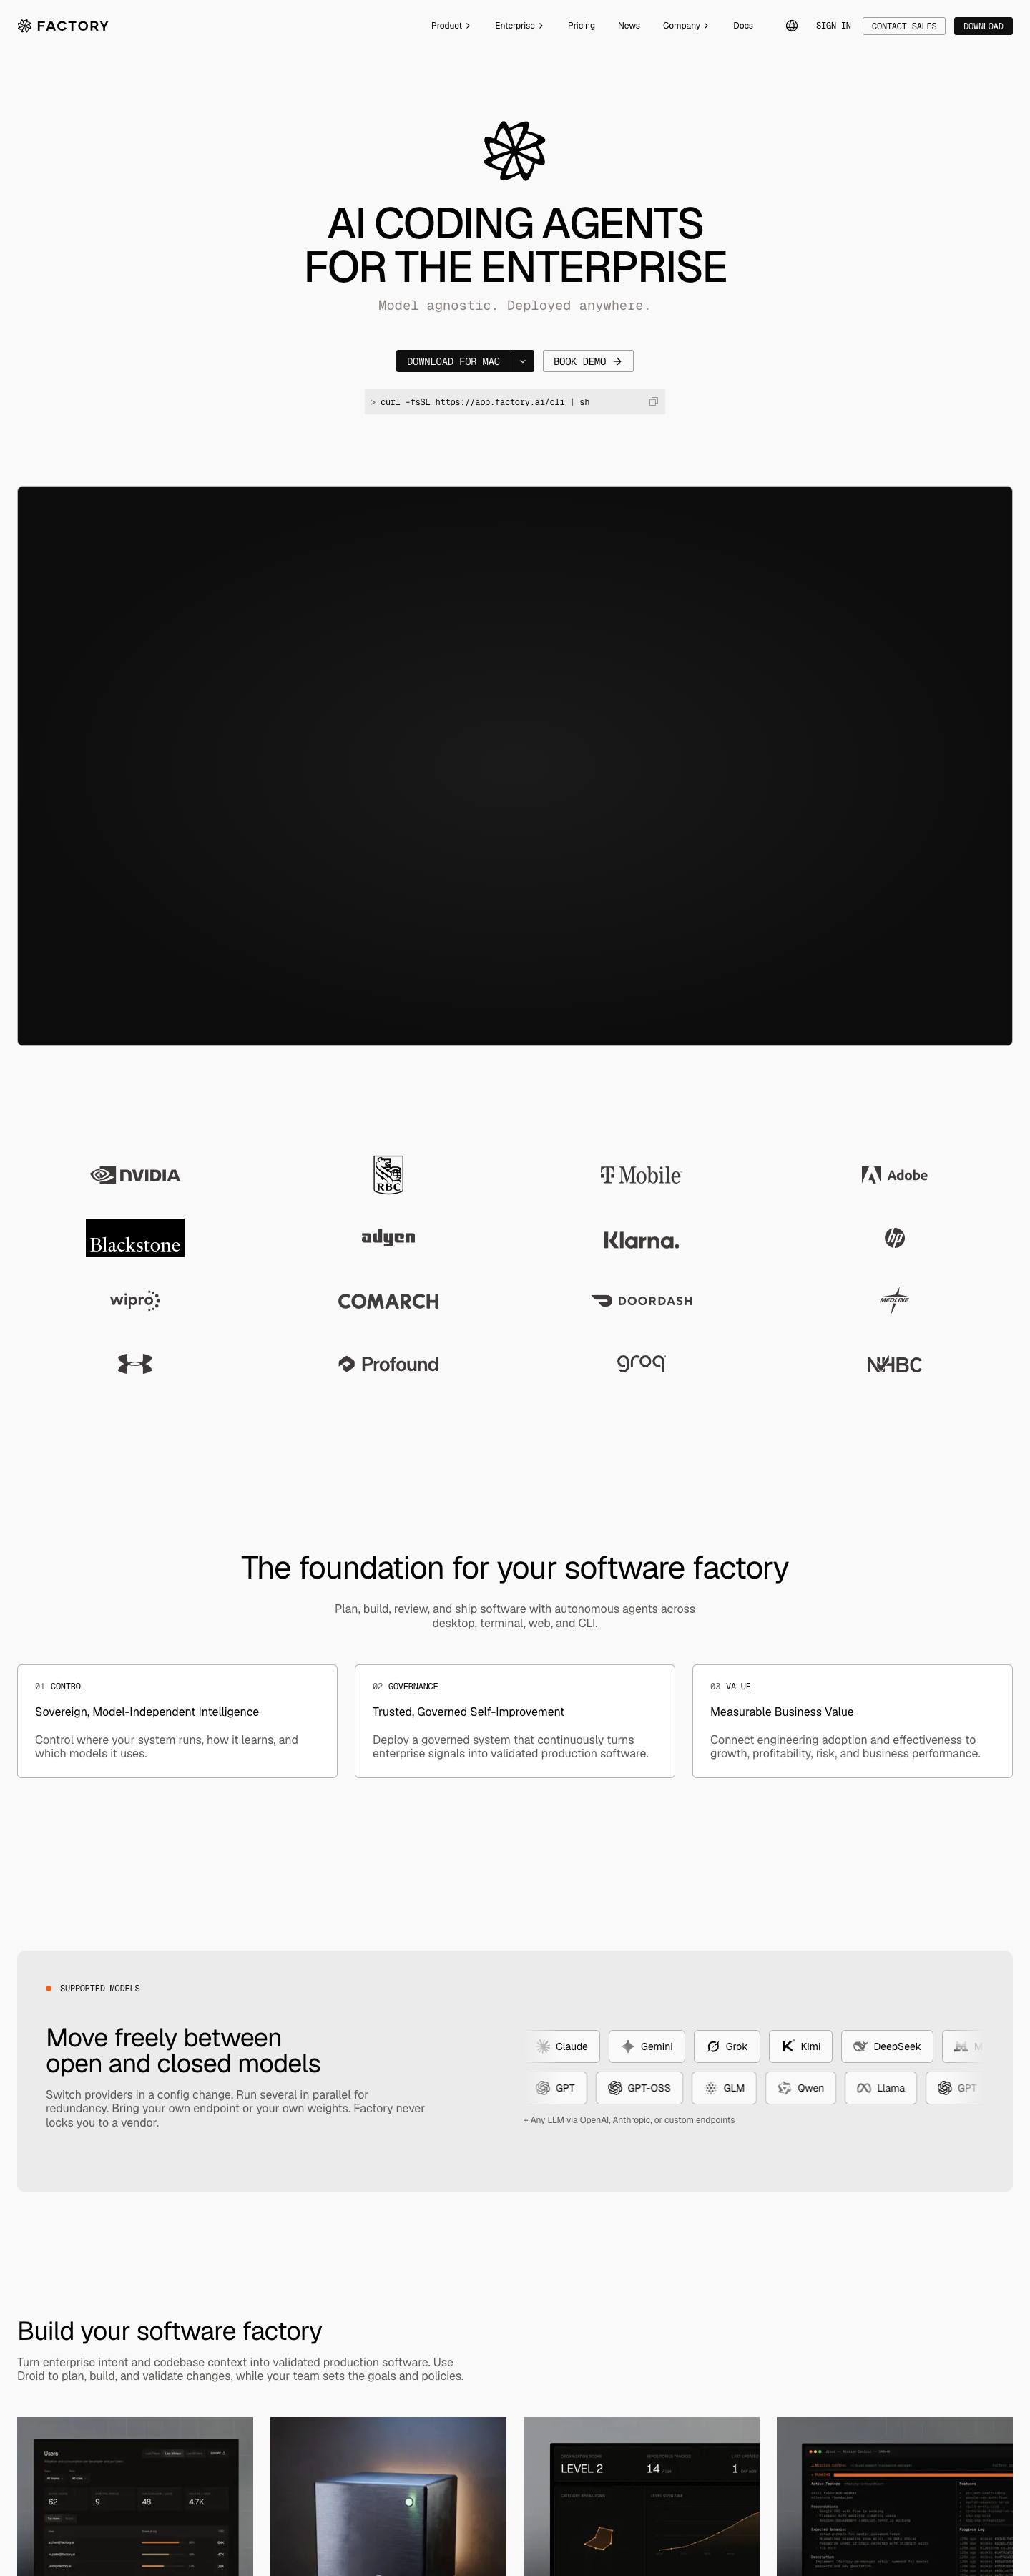 FACTORY
Product
Enterprise
Pricing
News
Company
Docs
SIGN IN
CONTACT SALES
DOWNLOAD
AI CODING AGENTS
FOR THE ENTERPRISE
Model agnostic. Deployed anywhere.
DOWNLOAD FOR MAC
BOOK DEMO
> curl -fsSL https://app.factory.ai/cli | sh
NVIDIA
RBC
T Mobile
Adobe
Blackstone
adyen
Klarna.
hp
wipro
COMARCH
DOORDASH
MEDLINE
Profound
groq
NABC
The foundation for your software factory
Plan, build, review, and ship software with autonomous agents across
desktop, terminal, web, and CLI.
01 CONTROL
Sovereign, Model-Independent Intelligence
Control where your system runs, how it learns, and
which models it uses.
02 GOVERNANCE
Trusted, Governed Self-Improvement
Deploy a governed system that continuously turns
enterprise signals into validated production software.
03 VALUE
Measurable Business Value
Connect engineering adoption and effectiveness to
growth, profitability, risk, and business performance.
SUPPORTED MODELS
Move freely between
open and closed models
Switch providers in a config change. Run several in parallel for
redundancy. Bring your own endpoint or your own weights. Factory never
locks you to a vendor.
Claude
Gemini
Grok
Kimi
DeepSeek
M
GPT
GPT-OSS
GLM
Qwen
Llama
GPT
+ Any LLM via OpenAI, Anthropic, or custom endpoints
Build your software factory
Turn enterprise intent and codebase context into validated production software. Use
Droid to plan, build, and validate changes, while your team sets the goals and policies.
Users
62
9
48
4.7K
LEVEL 2
14
1